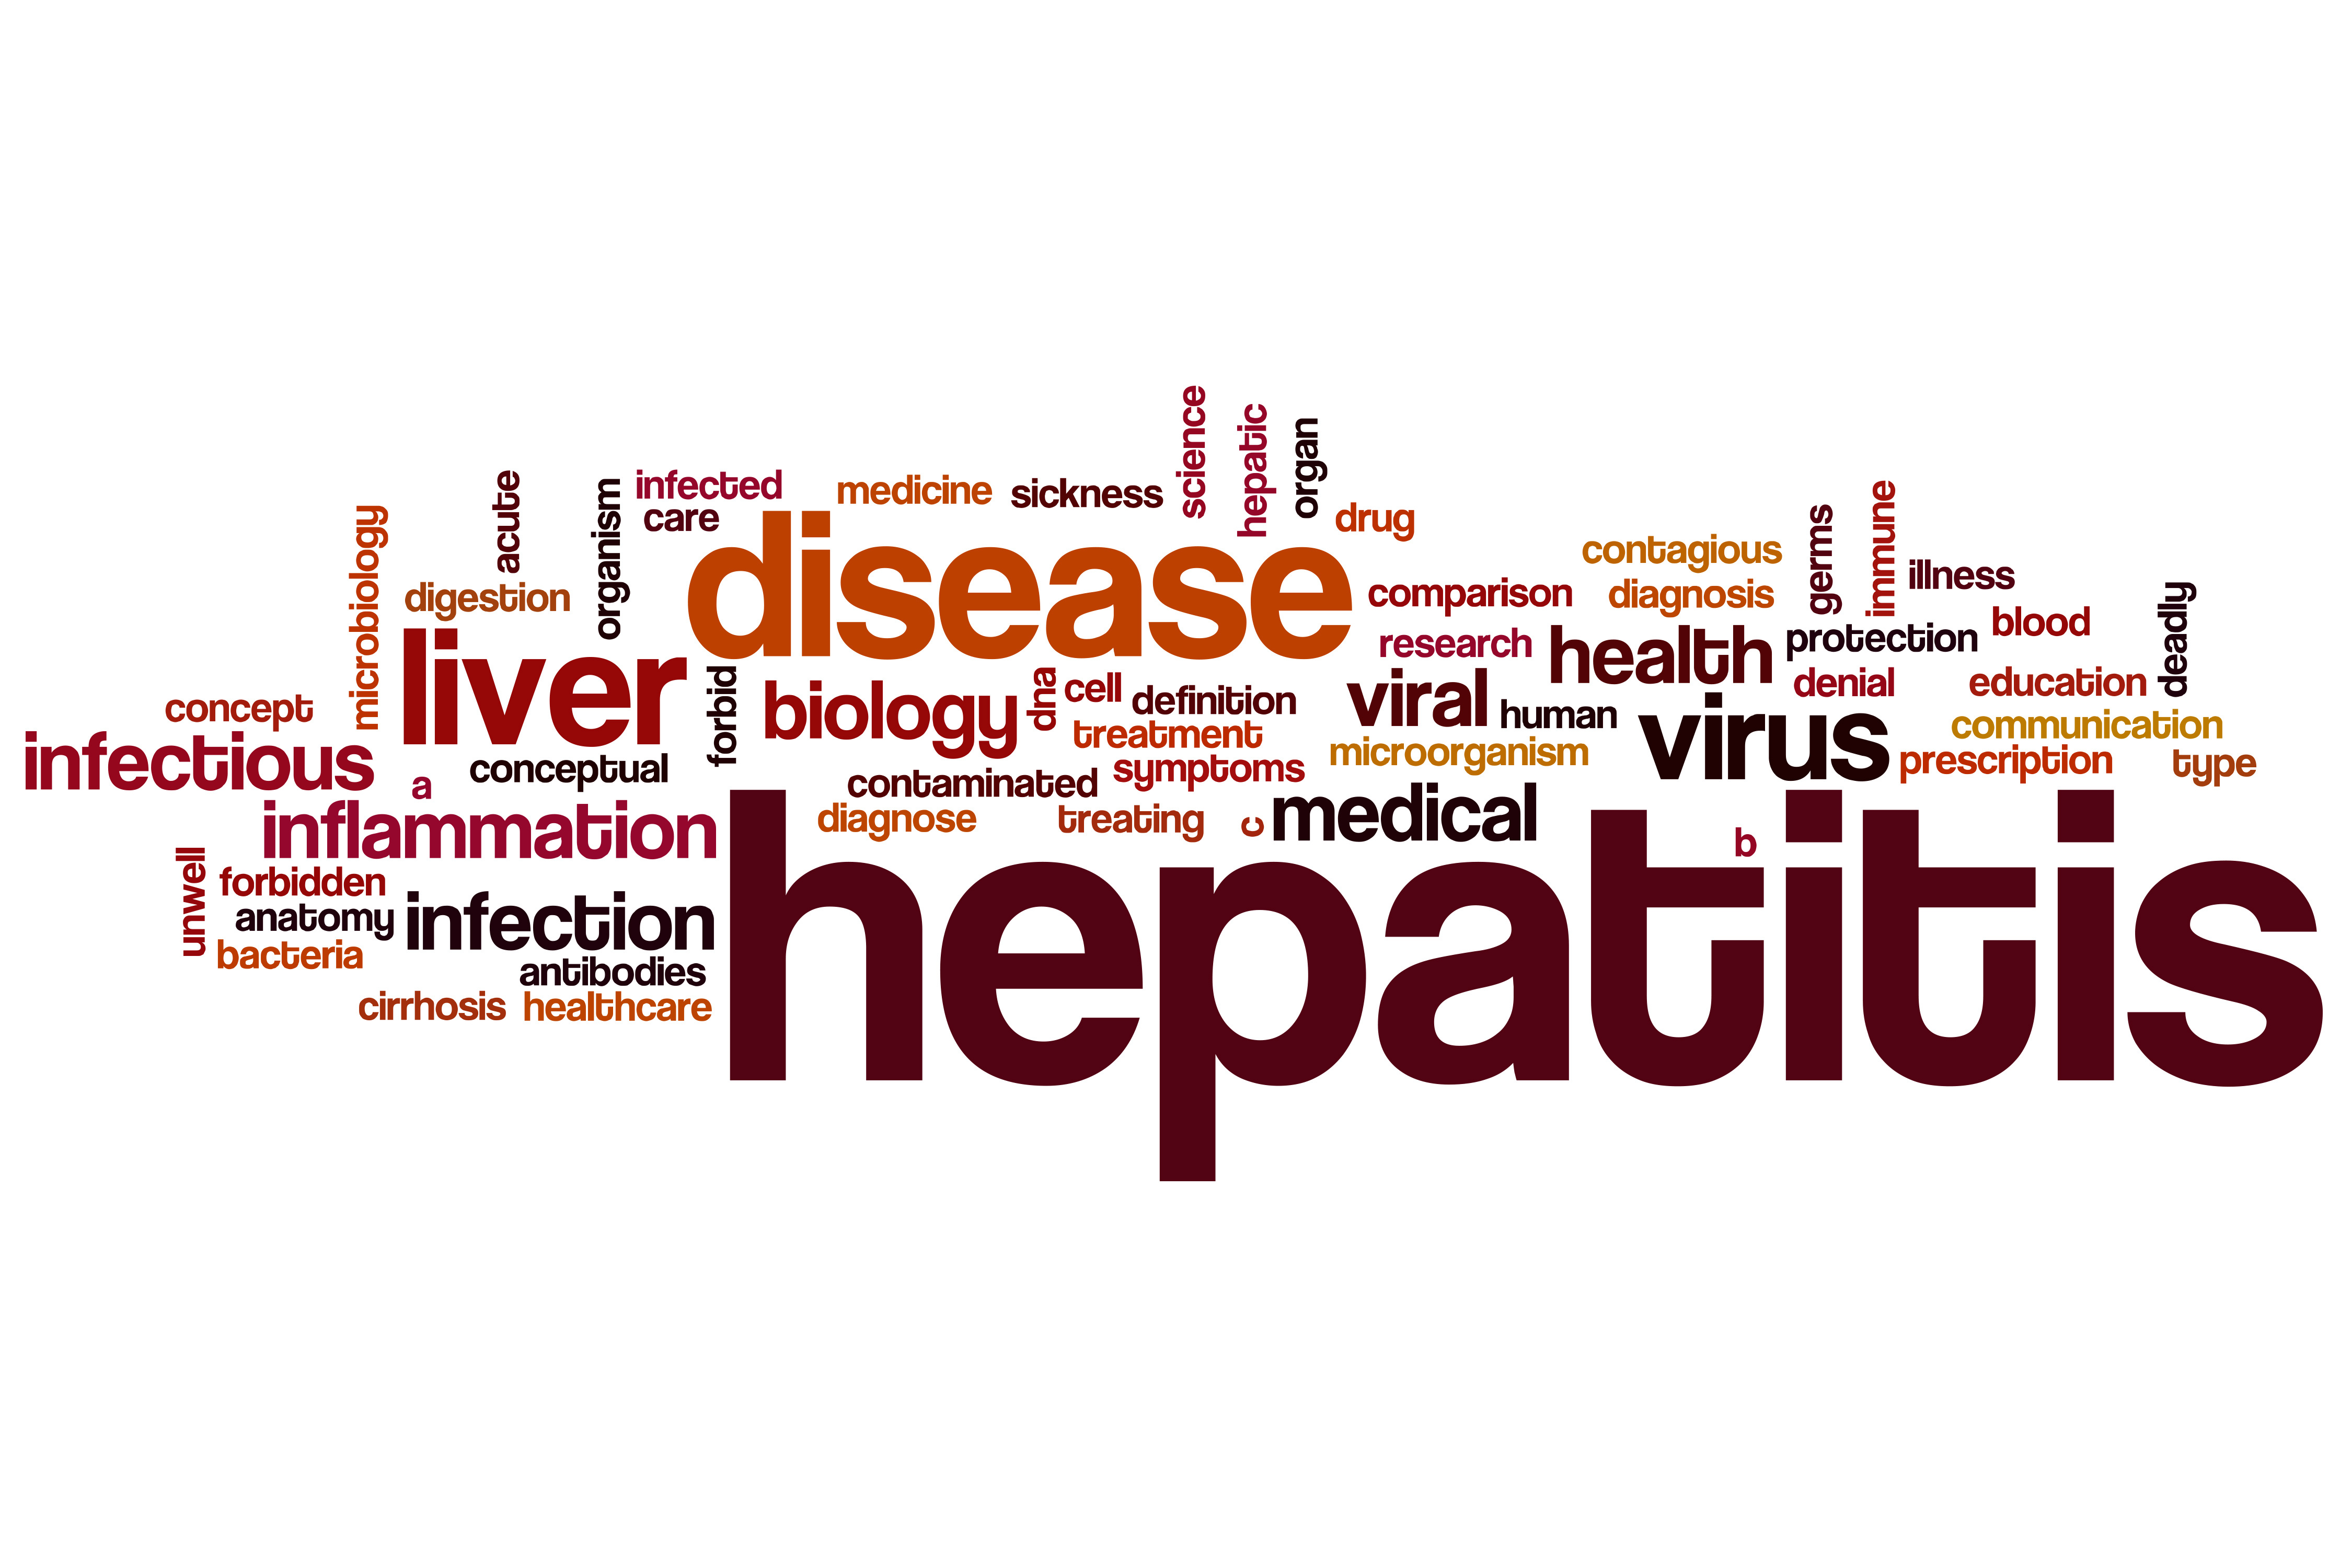 science
hepatic
organ
acute
infected
medicine
sickness
microbiology
organism
care
drug
germs
immune
contagious
illness
digestion
disease
comparison
diagnosis
blood
deadly
liver
research
health
protection
forbid
biology
dna
cell
definition
viral
human
denial
education
concept
treatment
virus
communication
infectious
a
conceptual
contaminated
symptoms
microorganism
prescription
type
inflammation
diagnose
treating
c
medical
b
unwell
forbidden
anatomy
infection
hepatitis
bacteria
antibodies
cirrhosis
healthcare